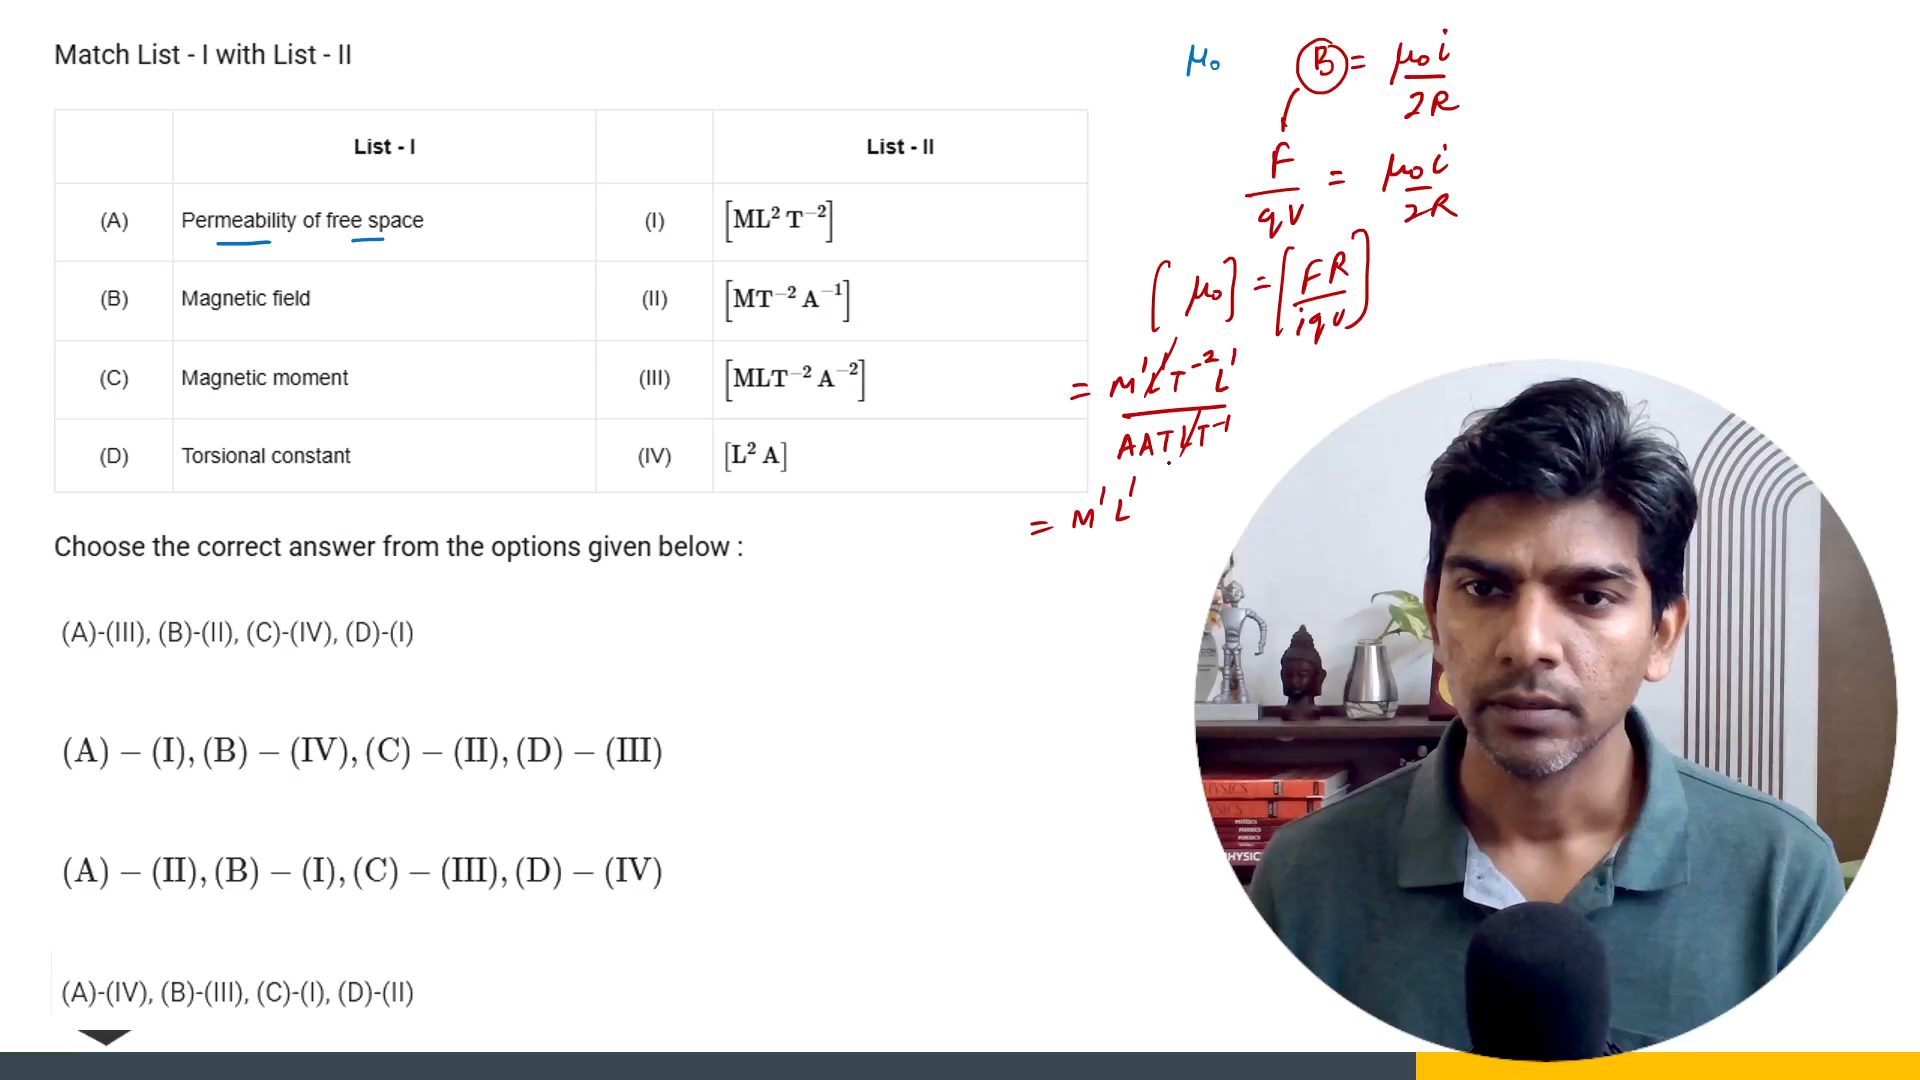 Match List - I with List - II
List - I
List - II
(A) Permeability of free space (I) [ML² T⁻²]
(B) Magnetic field (II) [MT⁻² A⁻¹]
(C) Magnetic moment (III) [MLT⁻² A⁻²]
(D) Torsional constant (IV) [L² A]
Choose the correct answer from the options given below :
(A)-(III), (B)-(II), (C)-(IV), (D)-(I)
(A) – (I), (B) – (IV), (C) – (II), (D) – (III)
(A) – (II), (B) – (I), (C) – (III), (D) – (IV)
(A)-(IV), (B)-(III), (C)-(I), (D)-(II)
μ₀
B = μ₀i / 2R
F / qV = μ₀i / 2R
[μ₀] = [FR / iqV]
= M¹L¹T⁻²L¹ / AATLT⁻¹
= M¹L¹
PHYSICS